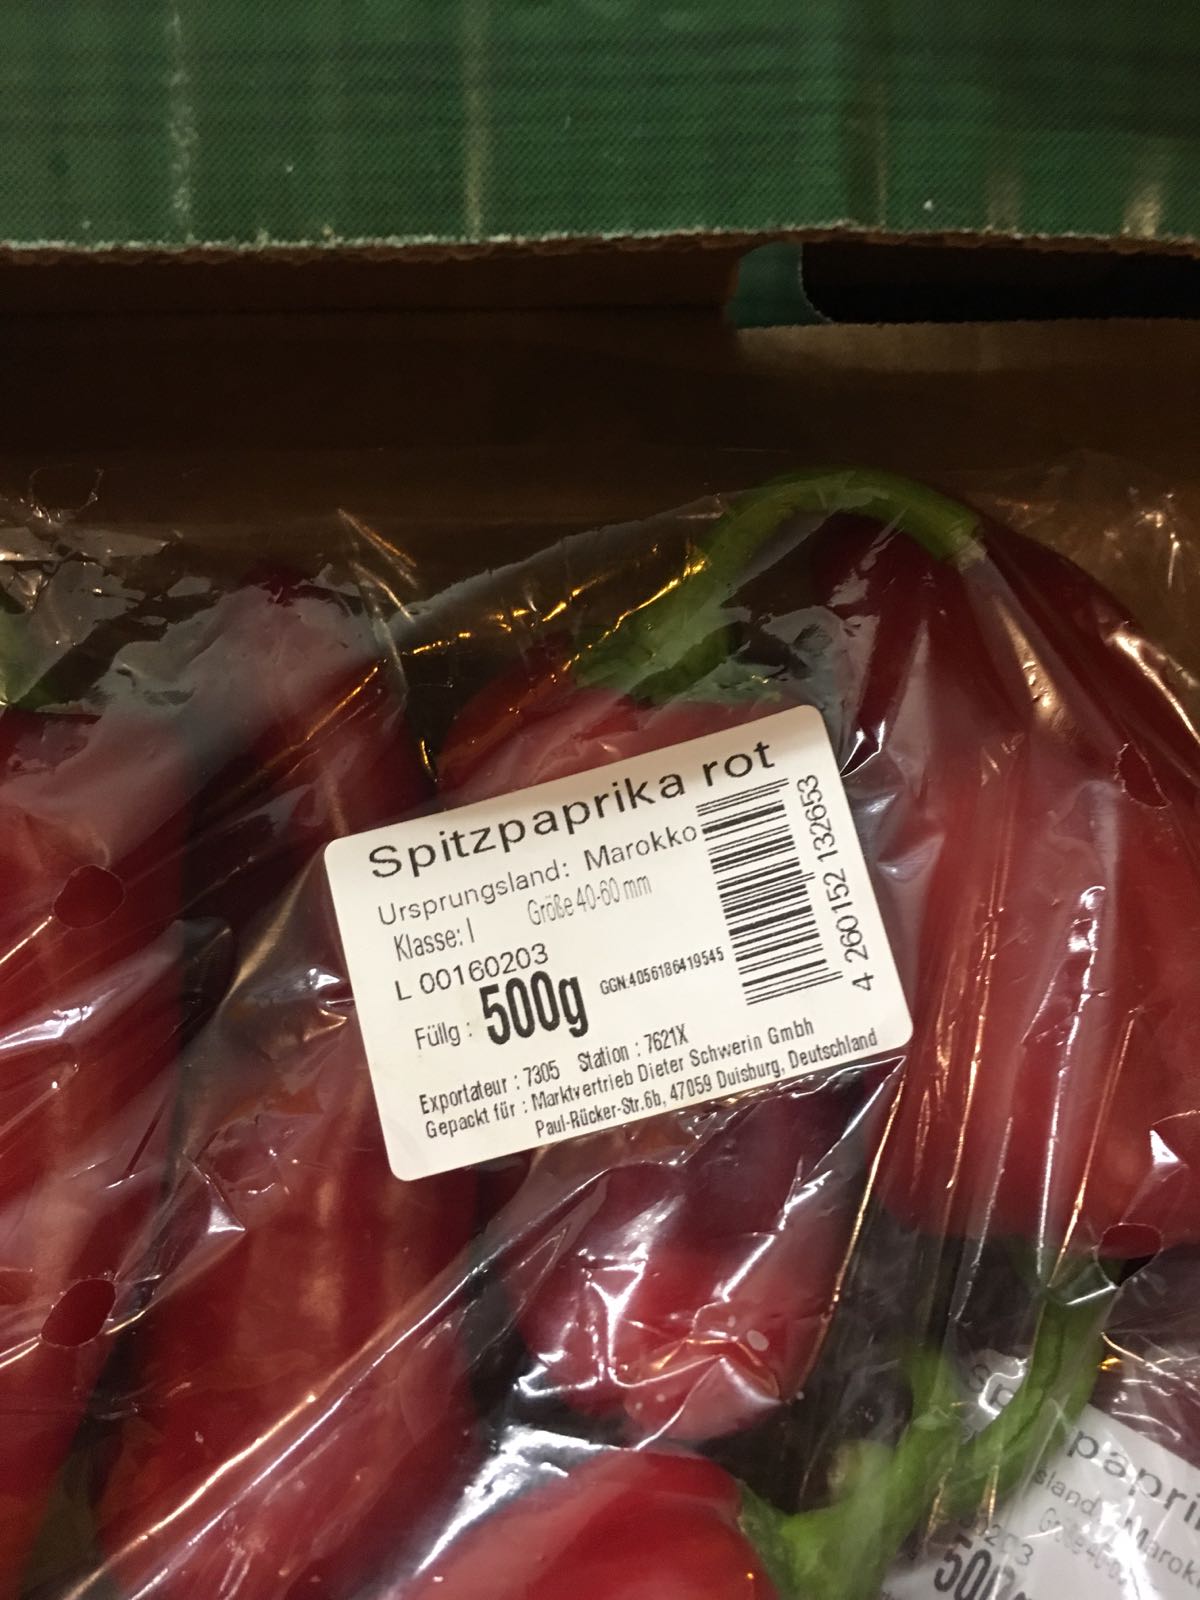 Spitzpaprika rot
Ursprungsland: Marokko
Klasse: I Größe 40-60 mm
L 00160203
Füllg : 500g GGN:4056186419545
4 260152 132653
Exportateur : 7305 Station : 7621X
Gepackt für : Marktvertrieb Dieter Schwerin Gmbh
Paul-Rücker-Str.6b, 47059 Duisburg, Deutschland